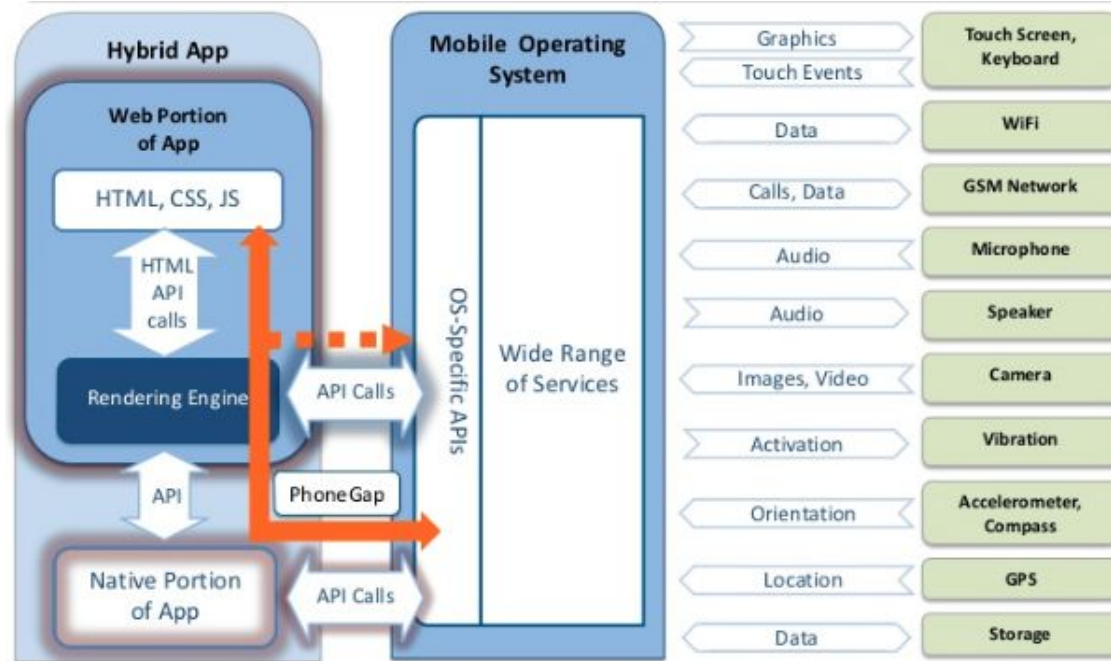 Hybrid App
Web Portion
of App
HTML, CSS, JS
HTML
API
calls
Rendering Engine
API
Native Portion
of App
PhoneGap
API Calls
API Calls
Mobile Operating
System
OS-Specific APIs
Wide Range
of Services
Graphics
Touch Events
Touch Screen,
Keyboard
Data
WiFi
Calls, Data
GSM Network
Audio
Microphone
Audio
Speaker
Images, Video
Camera
Activation
Vibration
Orientation
Accelerometer,
Compass
Location
GPS
Data
Storage